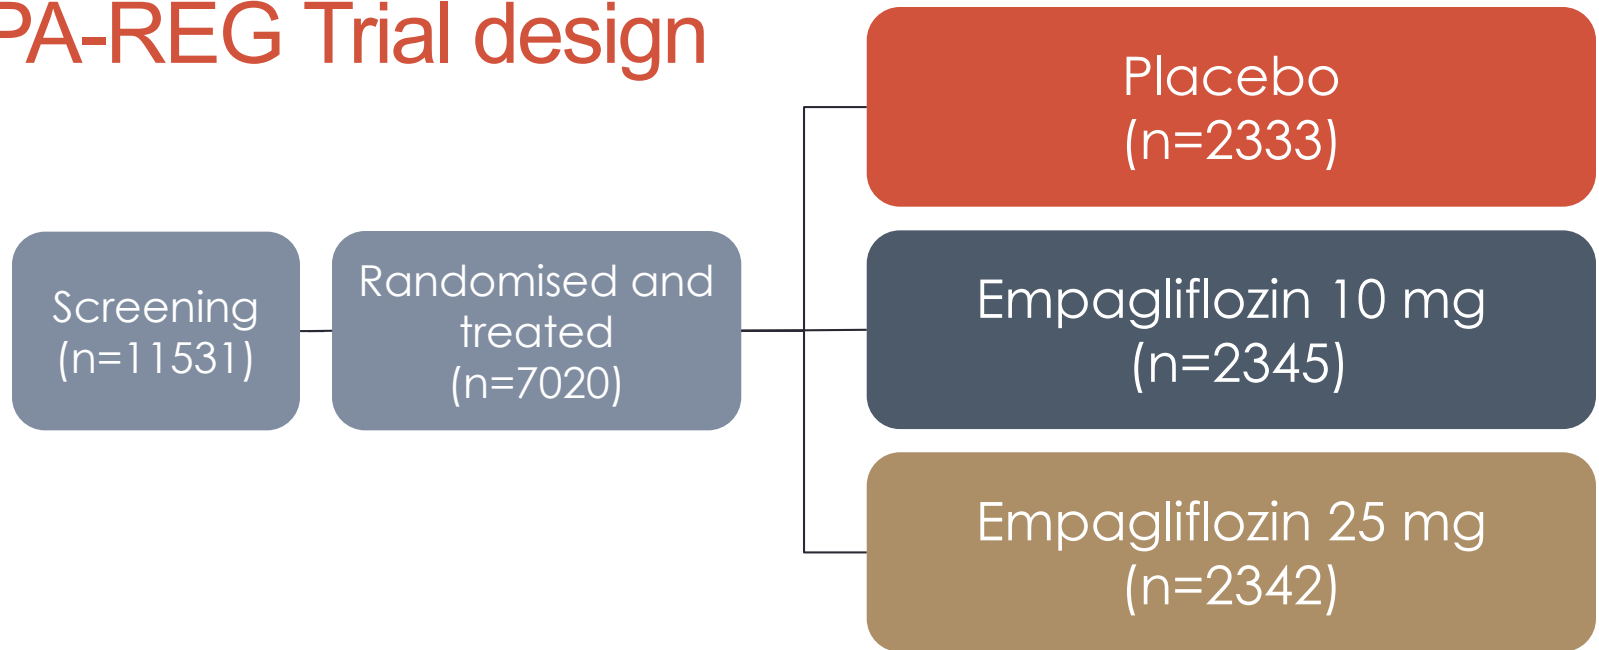 PA-REG Trial design
Placebo
(n=2333)
Screening
(n=11531)
Randomised and
treated
(n=7020)
Empagliflozin 10 mg
(n=2345)
Empagliflozin 25 mg
(n=2342)